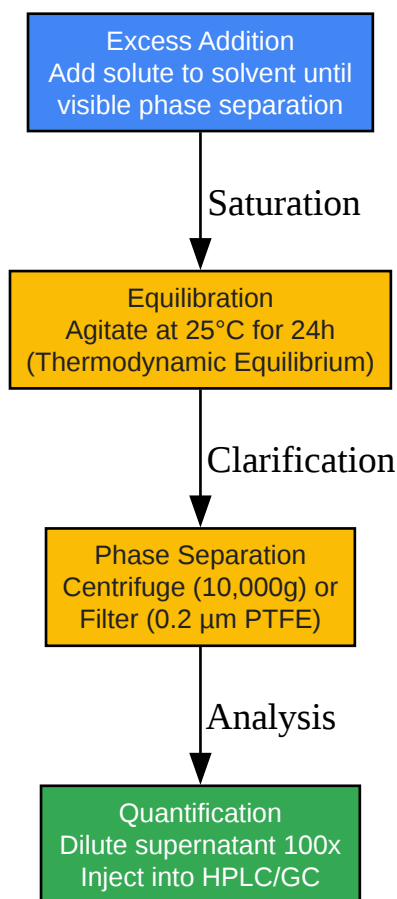 Excess Addition
Add solute to solvent until
visible phase separation
Saturation
Equilibration
Agitate at 25°C for 24h
(Thermodynamic Equilibrium)
Clarification
Phase Separation
Centrifuge (10,000g) or
Filter (0.2 µm PTFE)
Analysis
Quantification
Dilute supernatant 100x
Inject into HPLC/GC